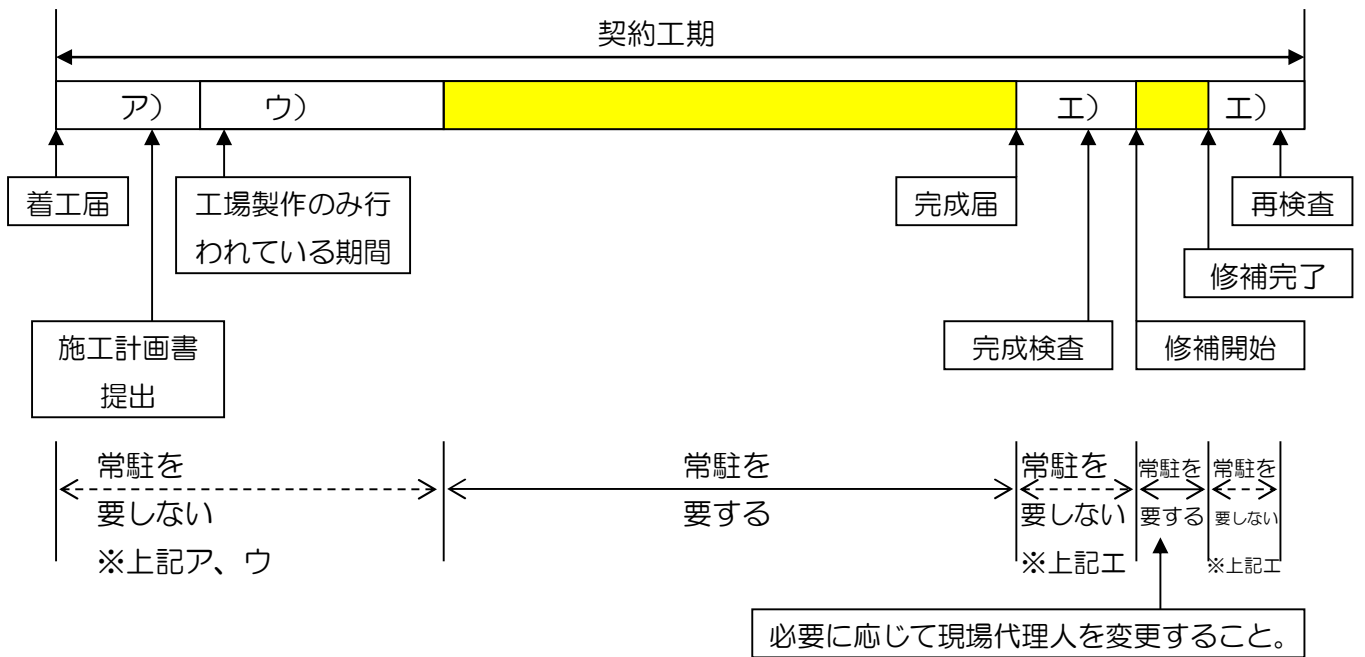 契約工期
ア)
ウ)
エ)
エ)
着工届
工場製作のみ行
われている期間
完成届
再検査
修補完了
施工計画書
提出
完成検査
修補開始
常駐を
要しない
※上記ア、ウ
常駐を
要する
常駐を
要しない
※上記エ
常駐を
要する
常駐を
要しない
※上記エ
必要に応じて現場代理人を変更すること。